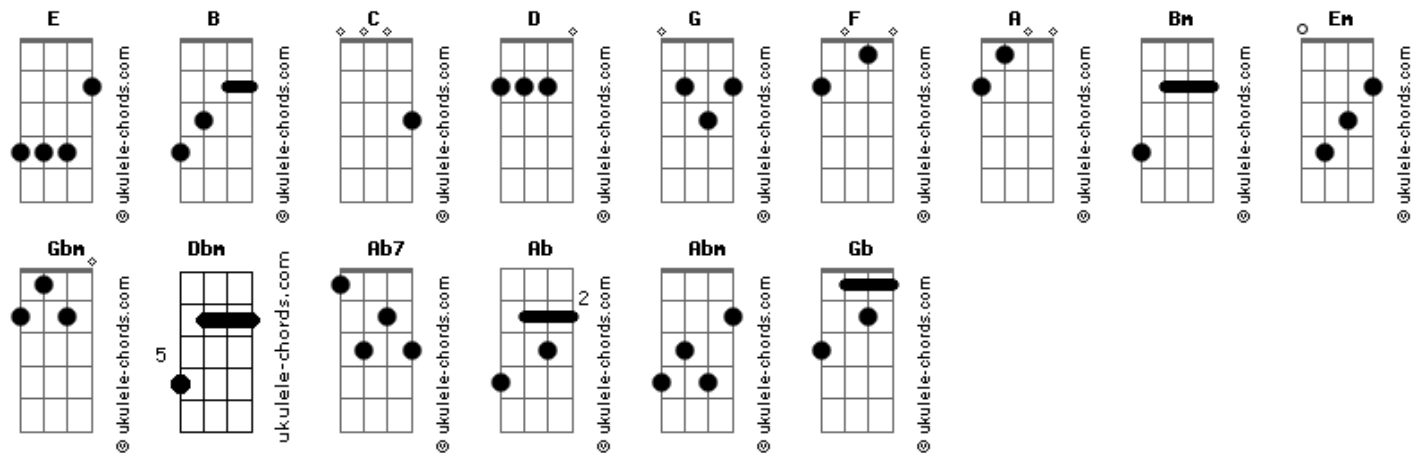 E B C D G F A Bm Em
© ukulele-chords.com © ukulele-chords.com © ukulele-chords.com © ukulele-chords.com © ukulele-chords.com © ukulele-chords.com © ukulele-chords.com © ukulele-chords.com © ukulele-chords.com
Gbm Dbm Ab7 Ab Abm Gb
5 2
© ukulele-chords.com ukulele-chords.com © ukulele-chords.com © ukulele-chords.com © ukulele-chords.com © ukulele-chords.com